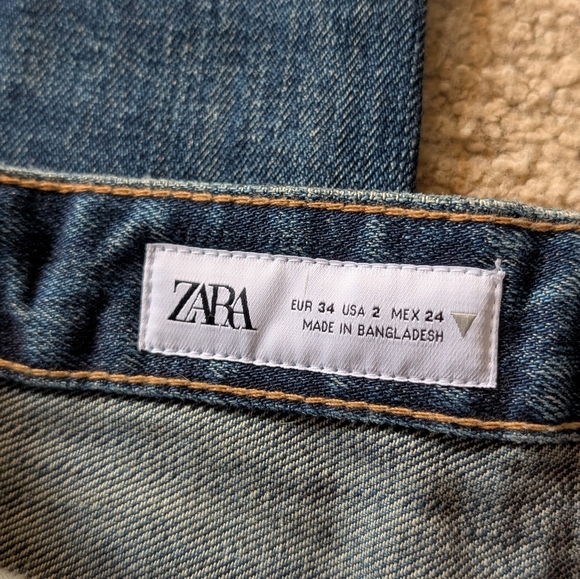 ZARA
EUR 34 USA 2 MEX 24
MADE IN BANGLADESH